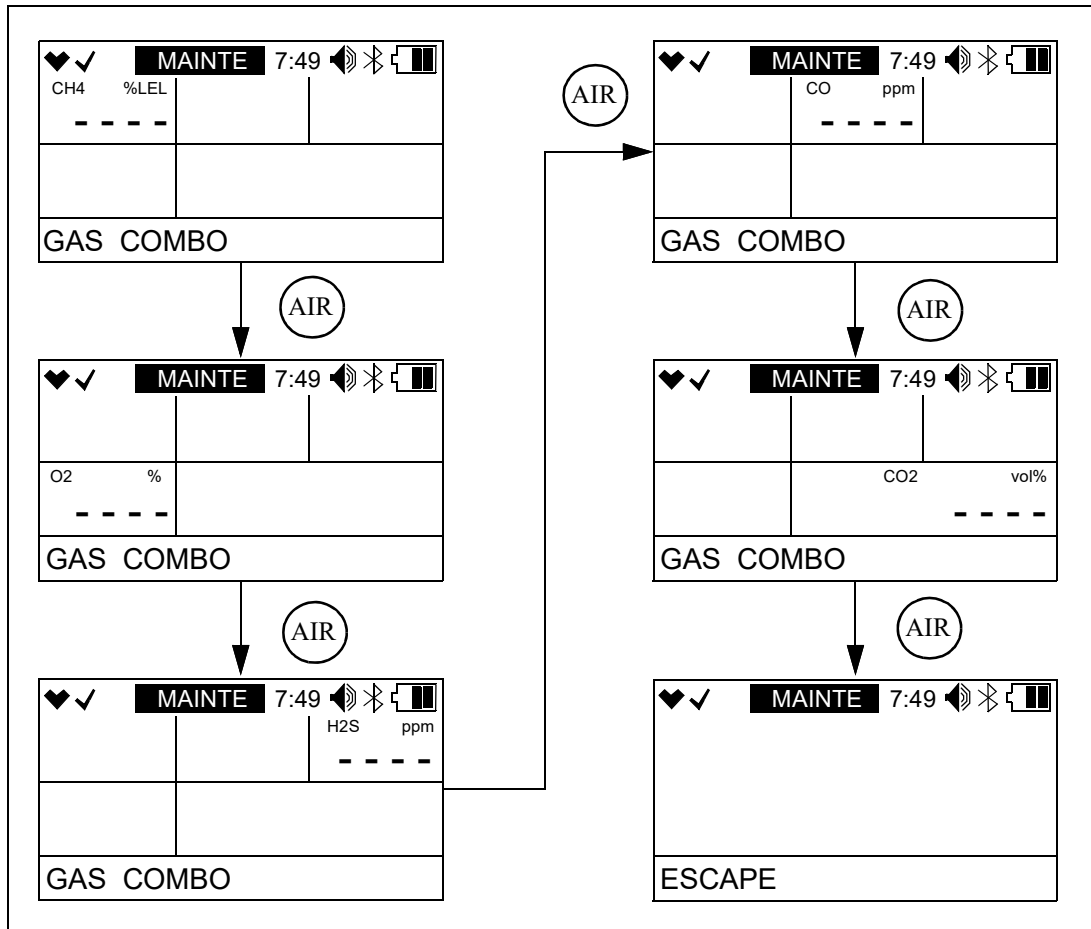 MAINTE 7:49
CH4 %LEL
- - - -
GAS COMBO
AIR
MAINTE 7:49
O2 %
- - - -
GAS COMBO
AIR
MAINTE 7:49
H2S ppm
- - - -
GAS COMBO
AIR
MAINTE 7:49
CO ppm
- - - -
GAS COMBO
AIR
MAINTE 7:49
CO2 vol%
- - - -
GAS COMBO
AIR
MAINTE 7:49
ESCAPE